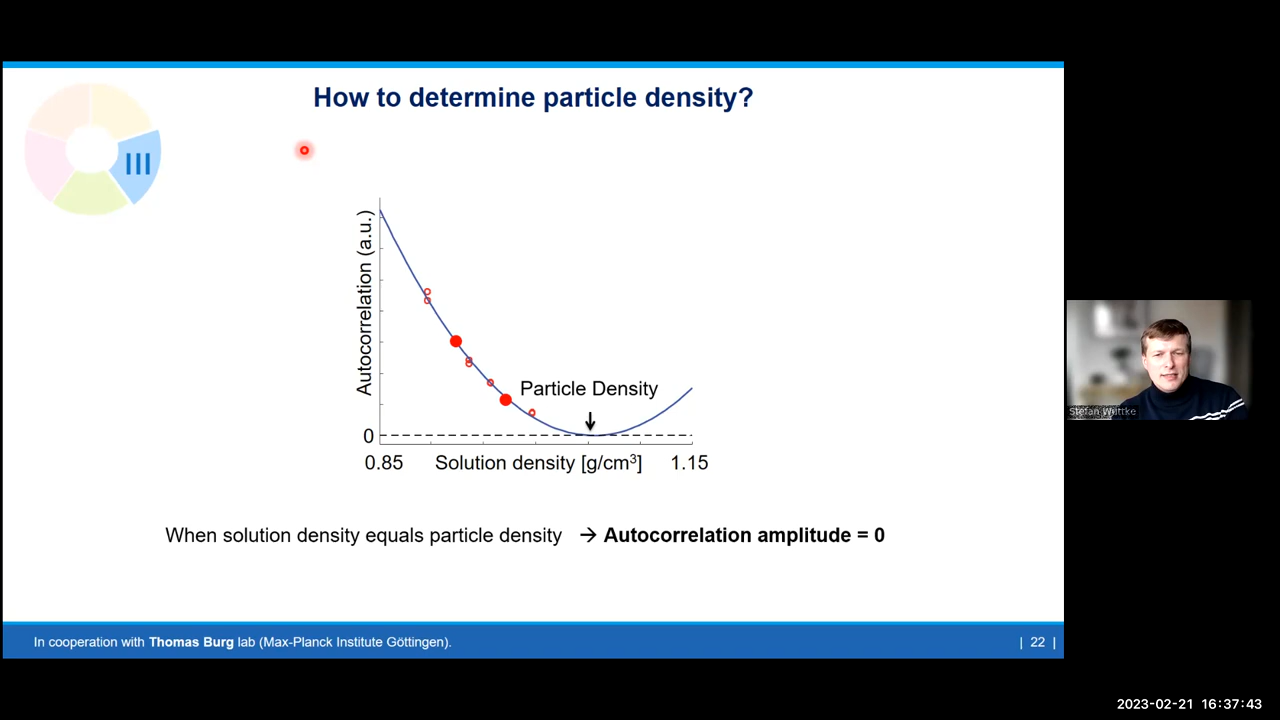 How to determine particle density?
III
Autocorrelation (a.u.)
Particle Density
0
0.85 Solution density [g/cm³] 1.15
When solution density equals particle density → Autocorrelation amplitude = 0
In cooperation with Thomas Burg lab (Max-Planck Institute Göttingen).
| 22 |
Stefan Wuttke
2023-02-21 16:37:43